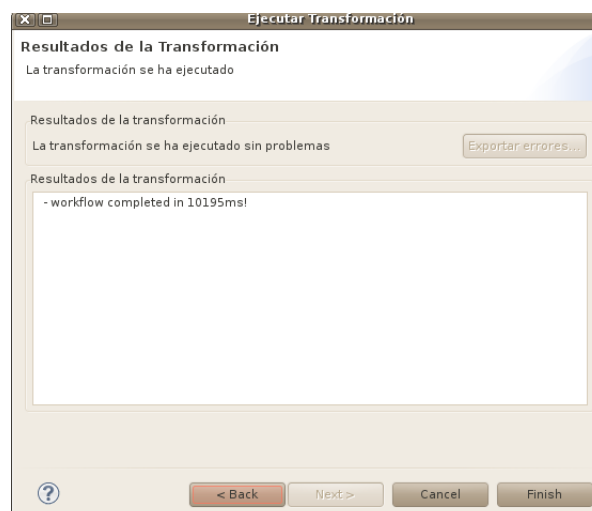 Ejecutar Transformación
Resultados de la Transformación
La transformación se ha ejecutado
Resultados de la transformación
La transformación se ha ejecutado sin problemas
Exportar errores...
Resultados de la transformación
- workflow completed in 10195ms!
?
< Back
Next >
Cancel
Finish